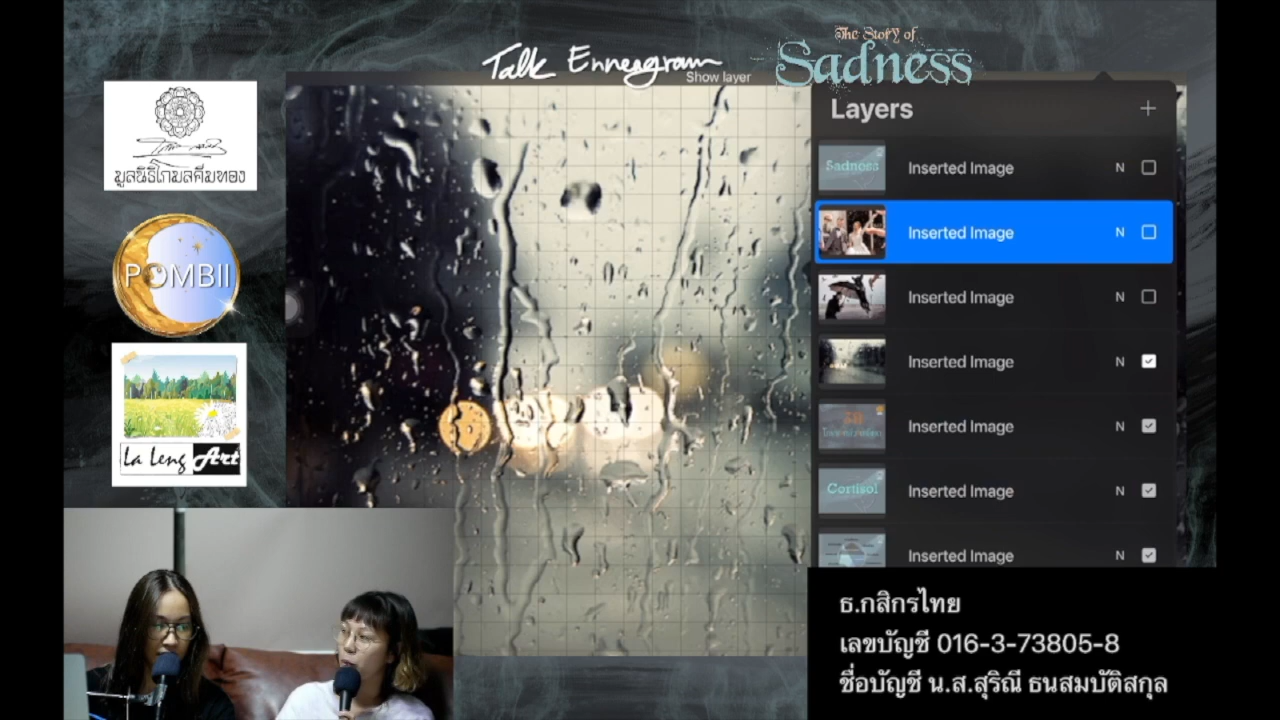 The Story of
Sadness
Talk Enneagram
Show layer
Layers
Sadness
Inserted Image N
Inserted Image N
Inserted Image N
Inserted Image N
Inserted Image N
Cortisol
Inserted Image N
Inserted Image N
มูลนิธิโกมลคีมทอง
POMBII
La Leng Art
ธ.กสิกรไทย
เลขบัญชี 016-3-73805-8
ชื่อบัญชี น.ส.สุริณี ธนสมบัติสกุล